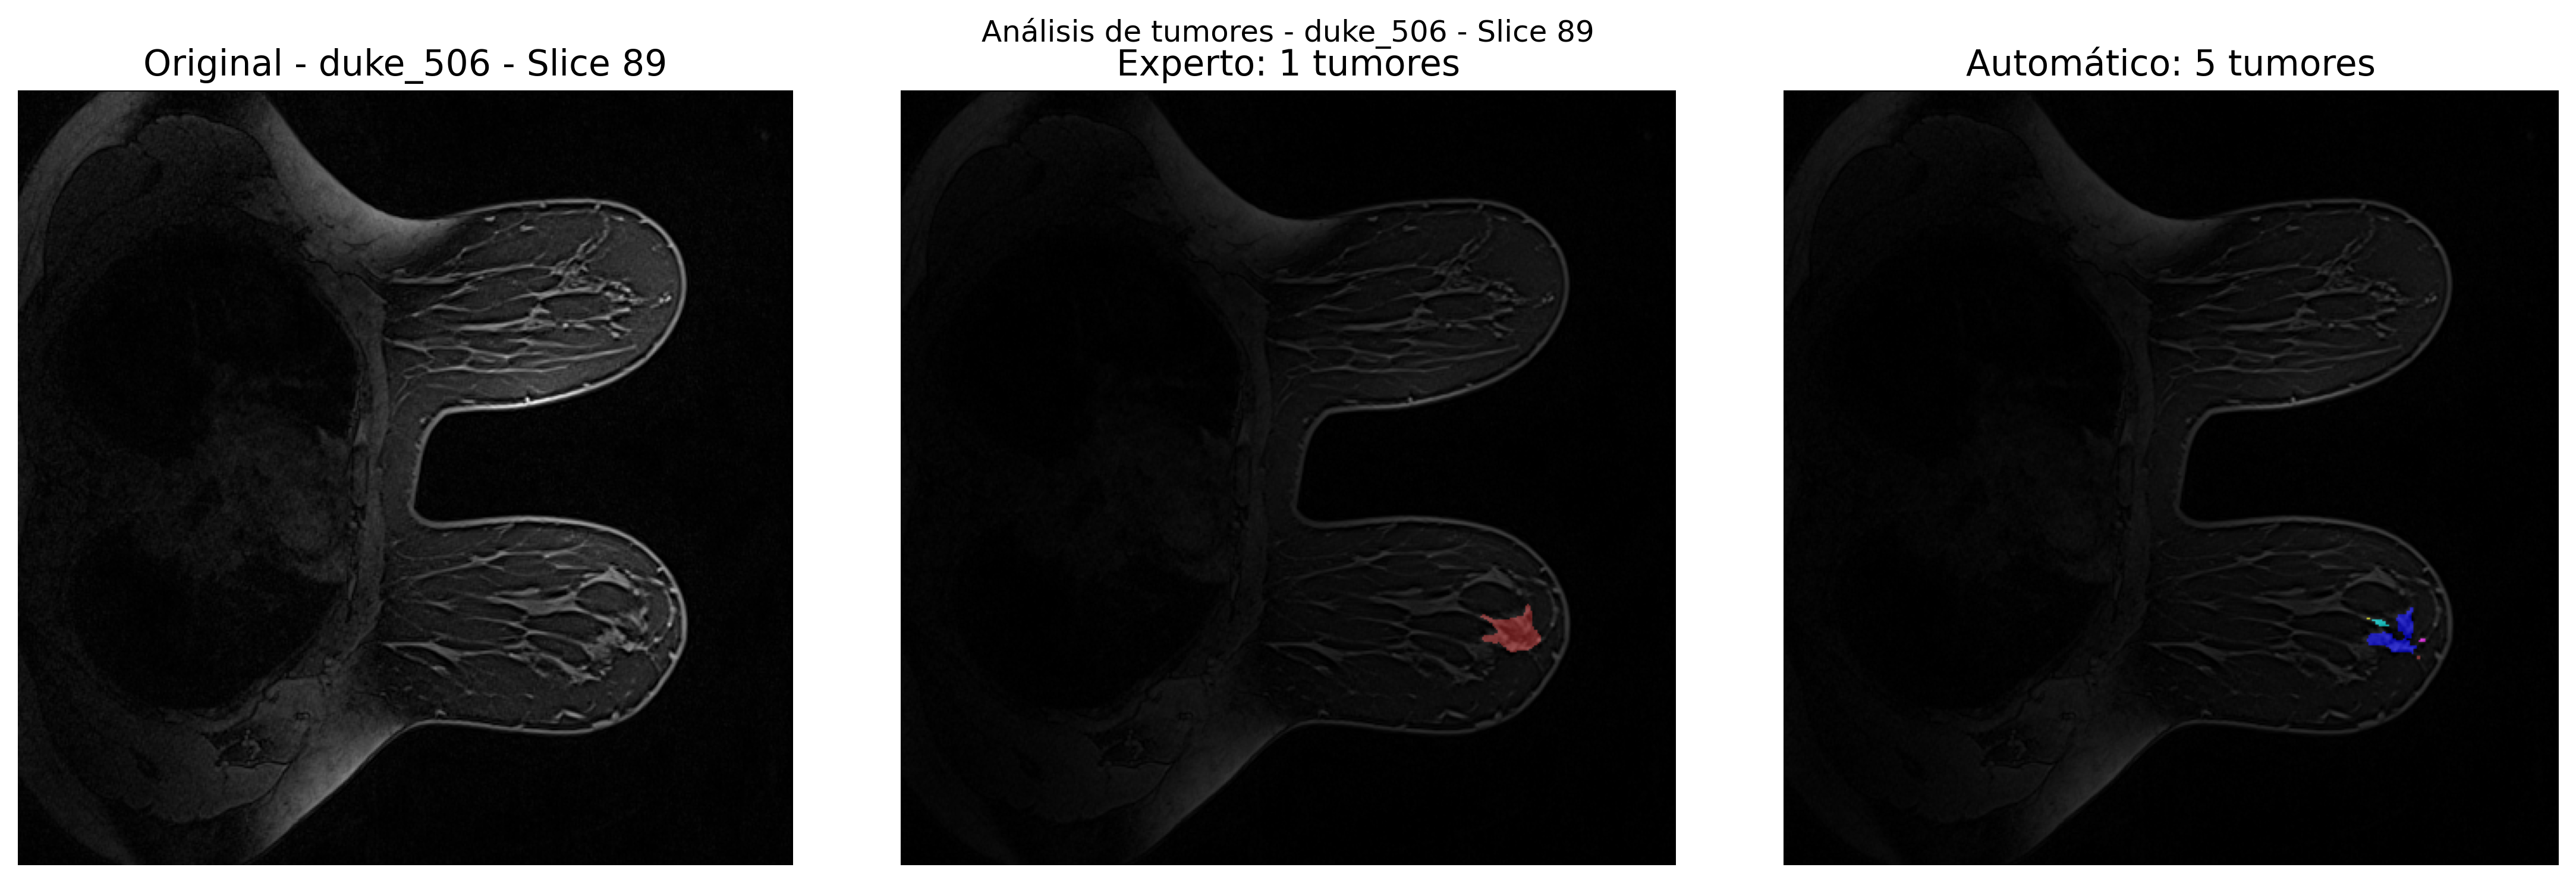 Análisis de tumores - duke_506 - Slice 89
Original - duke_506 - Slice 89
Experto: 1 tumores
Automático: 5 tumores